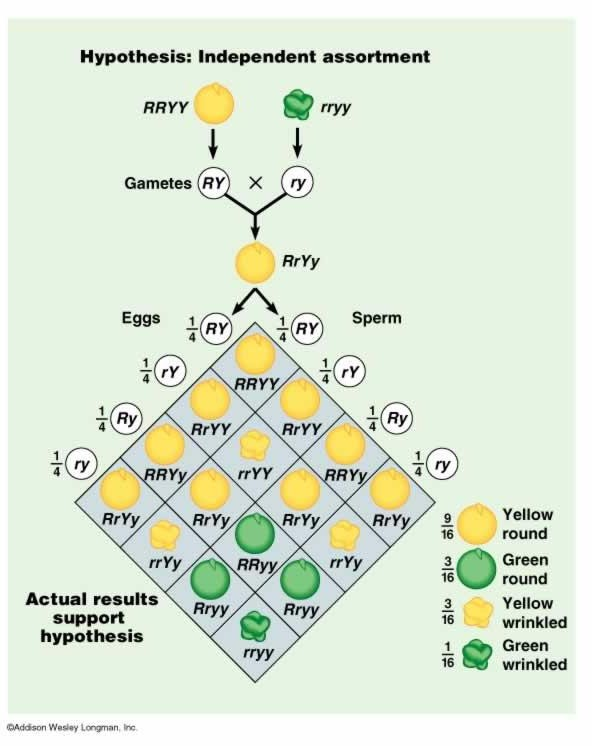 Hypothesis: Independent assortment
RRYY rryy
Gametes RY × ry
RrYy
Eggs 1/4 RY 1/4 RY Sperm
1/4 rY 1/4 rY
RRYY
1/4 Ry 1/4 Ry
RrYY RrYY
1/4 ry 1/4 ry
RRYy rrYY RRYy
RrYy RrYy RrYy RrYy
9/16 Yellow
round
rrYy RRyy rrYy
3/16 Green
round
Rryy Rryy
3/16 Yellow
wrinkled
rryy
1/16 Green
wrinkled
Actual results
support
hypothesis
©Addison Wesley Longman, Inc.